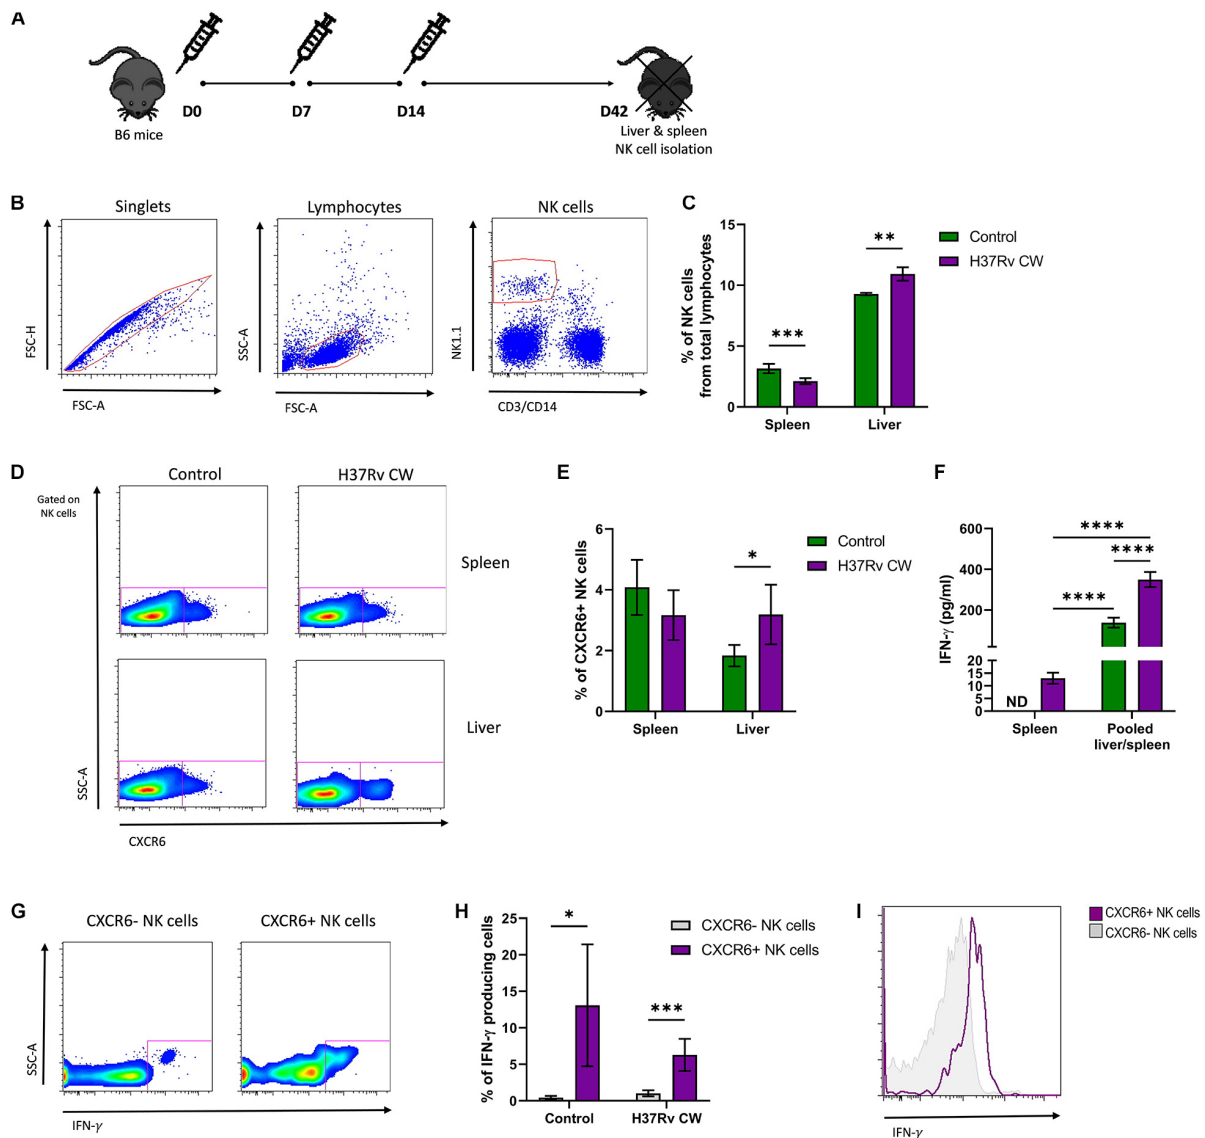 A
D0
D7
D14
D42
B6 mice
Liver & spleen
NK cell isolation
B
Singlets
FSC-H
FSC-A
Lymphocytes
SSC-A
FSC-A
NK cells
NK1.1
CD3/CD14
C
% of NK cells
from total lymphocytes
15
10
5
0
***
**
Spleen
Liver
Control
H37Rv CW
D
Control
H37Rv CW
Gated on
NK cells
Spleen
Liver
SSC-A
CXCR6
E
% of CXCR6+ NK cells
6
4
2
0
*
Spleen
Liver
Control
H37Rv CW
F
IFN-γ (pg/ml)
600
400
200
20
15
10
5
0
****
****
****
ND
Spleen
Pooled
liver/spleen
G
CXCR6- NK cells
CXCR6+ NK cells
SSC-A
IFN-γ
H
% of IFN-γ producing cells
25
20
15
10
5
0
*
***
Control
H37Rv CW
CXCR6- NK cells
CXCR6+ NK cells
I
CXCR6+ NK cells
CXCR6- NK cells
IFN-γ